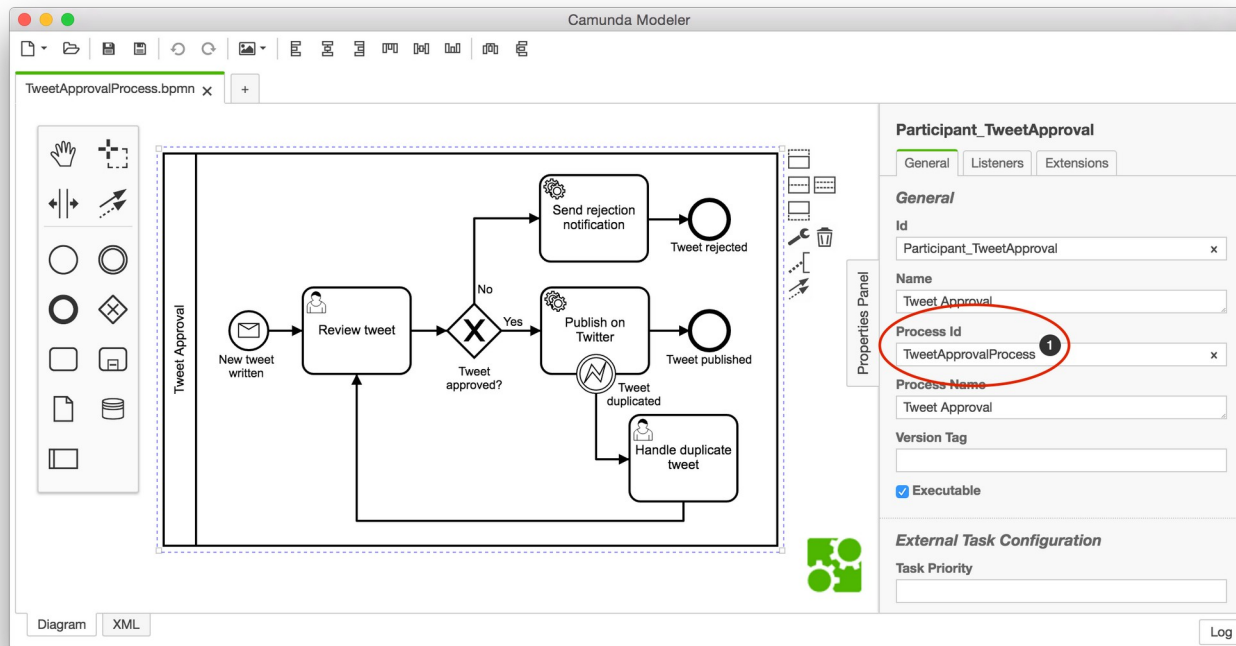 Camunda Modeler
TweetApprovalProcess.bpmn x
+
Tweet Approval
New tweet
written
Review tweet
No
Yes
Tweet
approved?
Send rejection
notification
Tweet rejected
Publish on
Twitter
Tweet published
Tweet
duplicated
Handle duplicate
tweet
Properties Panel
Participant_TweetApproval
General
Listeners
Extensions
General
Id
Participant_TweetApproval x
Name
Tweet Approval
Process Id
1
TweetApprovalProcess x
Process Name
Tweet Approval
Version Tag
Executable
External Task Configuration
Task Priority
Diagram
XML
Log